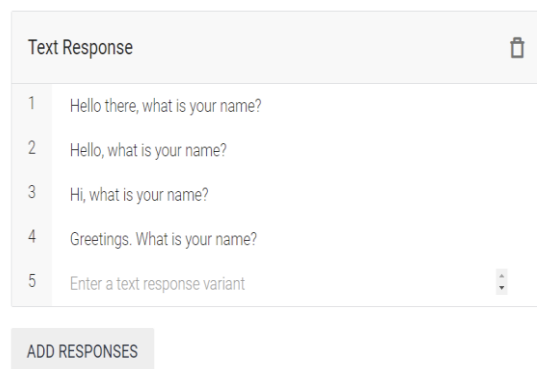 Text Response
1 Hello there, what is your name?
2 Hello, what is your name?
3 Hi, what is your name?
4 Greetings. What is your name?
5 Enter a text response variant
ADD RESPONSES